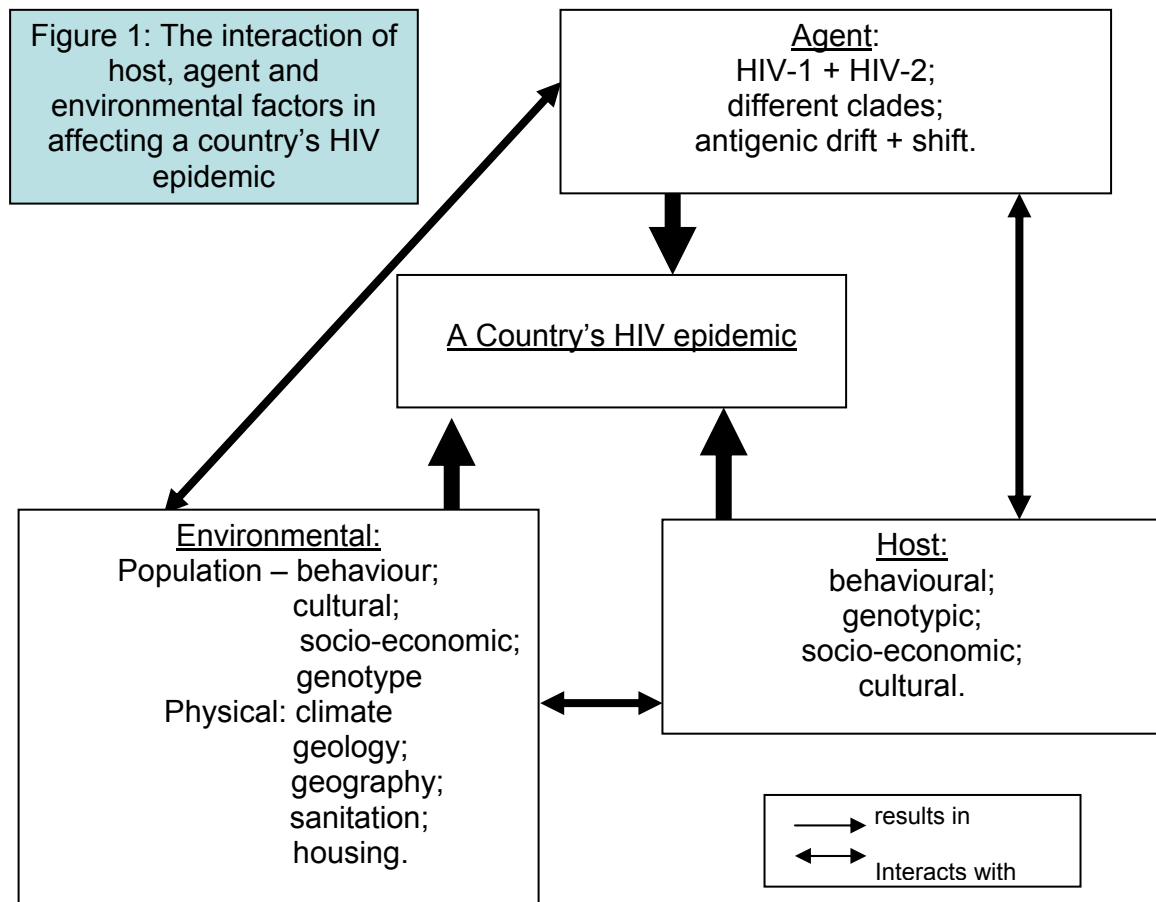 Figure 1: The interaction of
host, agent and
environmental factors in
affecting a country’s HIV
epidemic
Agent:
HIV-1 + HIV-2;
different clades;
antigenic drift + shift.
A Country’s HIV epidemic
Environmental:
Population – behaviour;
cultural;
socio-economic;
genotype
Physical: climate
geology;
geography;
sanitation;
housing.
Host:
behavioural;
genotypic;
socio-economic;
cultural.
results in
Interacts with